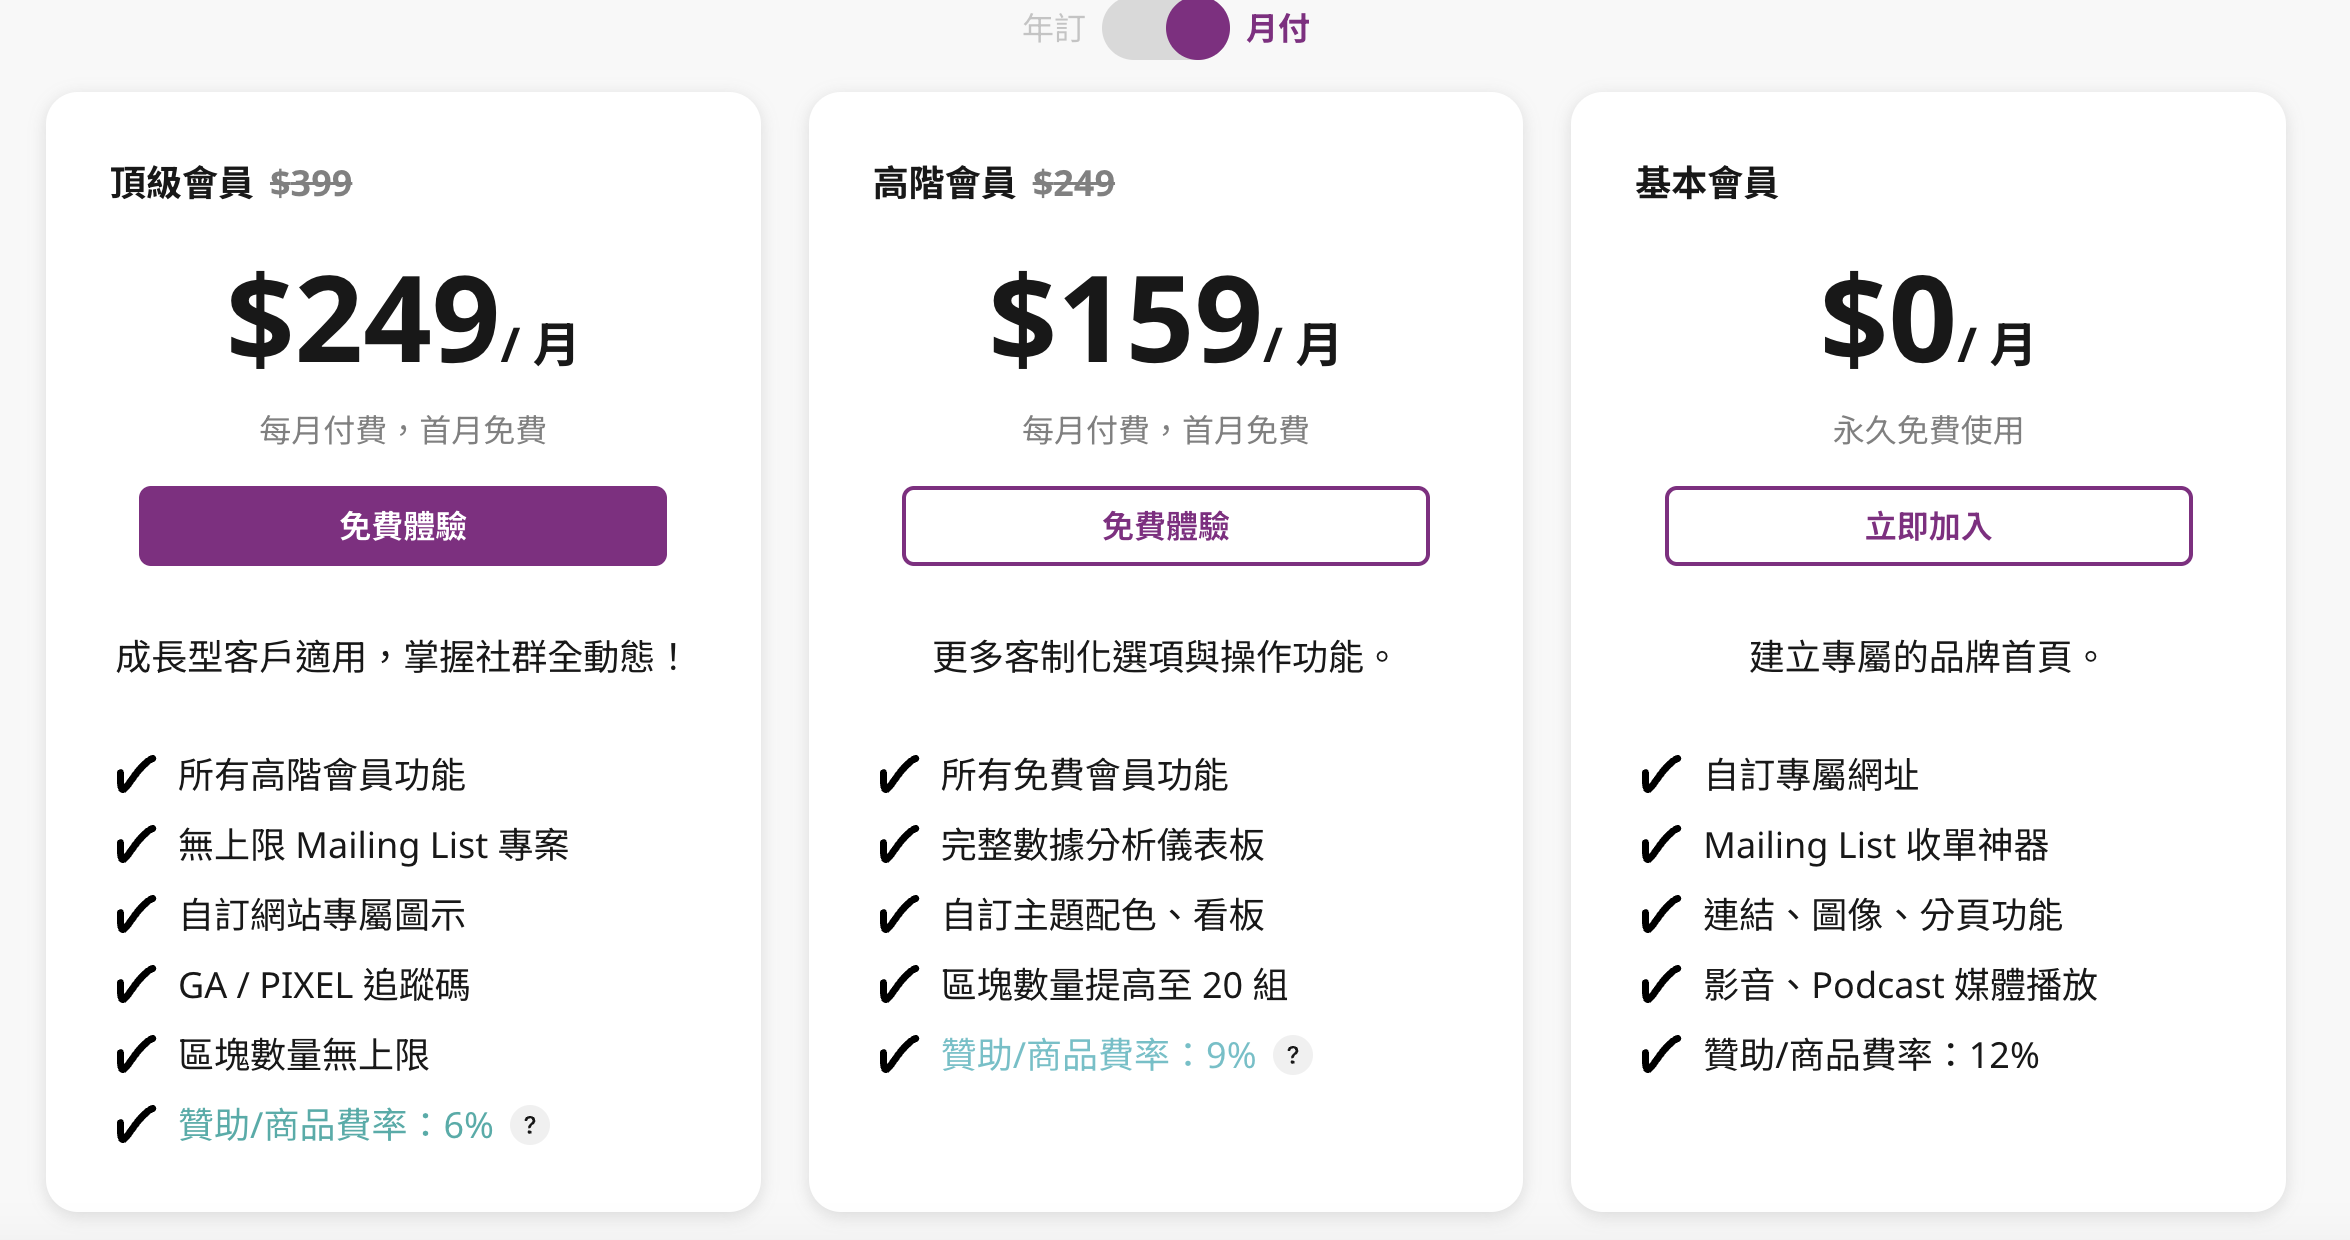 年訂 月付
頂級會員 $399
$249/ 月
每月付費，首月免費
免費體驗
成長型客戶適用，掌握社群全動態！
所有高階會員功能
無上限 Mailing List 專案
自訂網站專屬圖示
GA / PIXEL 追蹤碼
區塊數量無上限
贊助/商品費率：6% ?
高階會員 $249
$159/ 月
每月付費，首月免費
免費體驗
更多客制化選項與操作功能。
所有免費會員功能
完整數據分析儀表板
自訂主題配色、看板
區塊數量提高至 20 組
贊助/商品費率：9% ?
基本會員
$0/ 月
永久免費使用
立即加入
建立專屬的品牌首頁。
自訂專屬網址
Mailing List 收單神器
連結、圖像、分頁功能
影音、Podcast 媒體播放
贊助/商品費率：12%